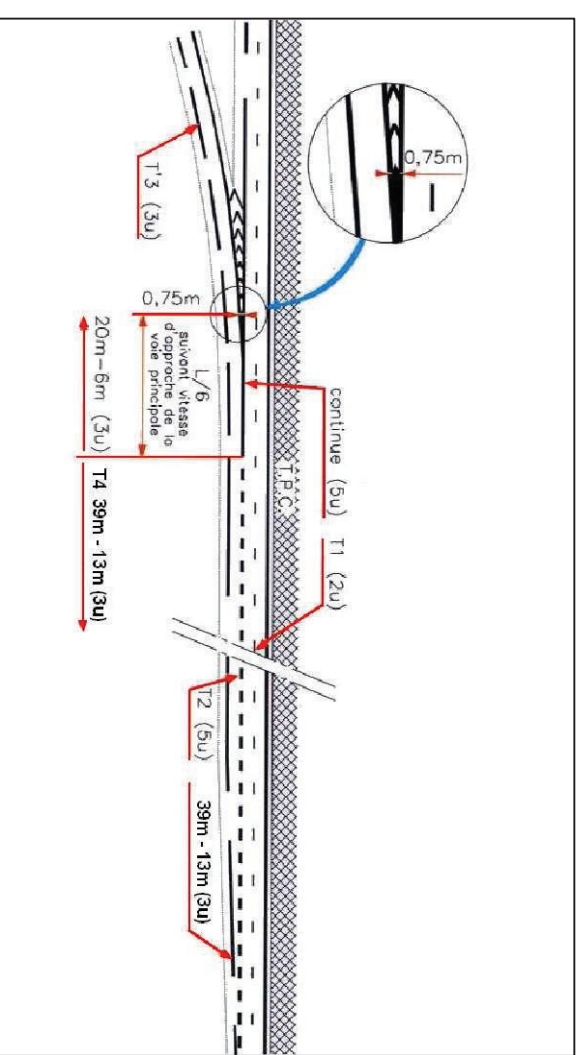 0,75m
T'3 (3u)
0,75m
L/6
suivant vitesse
d'approche de la
voie principale
20m-6m (3u)
T4 39m - 13m (3u)
continue (5u)
T1 (2u)
T.P.C.
T2 (5u)
39m - 13m (3u)